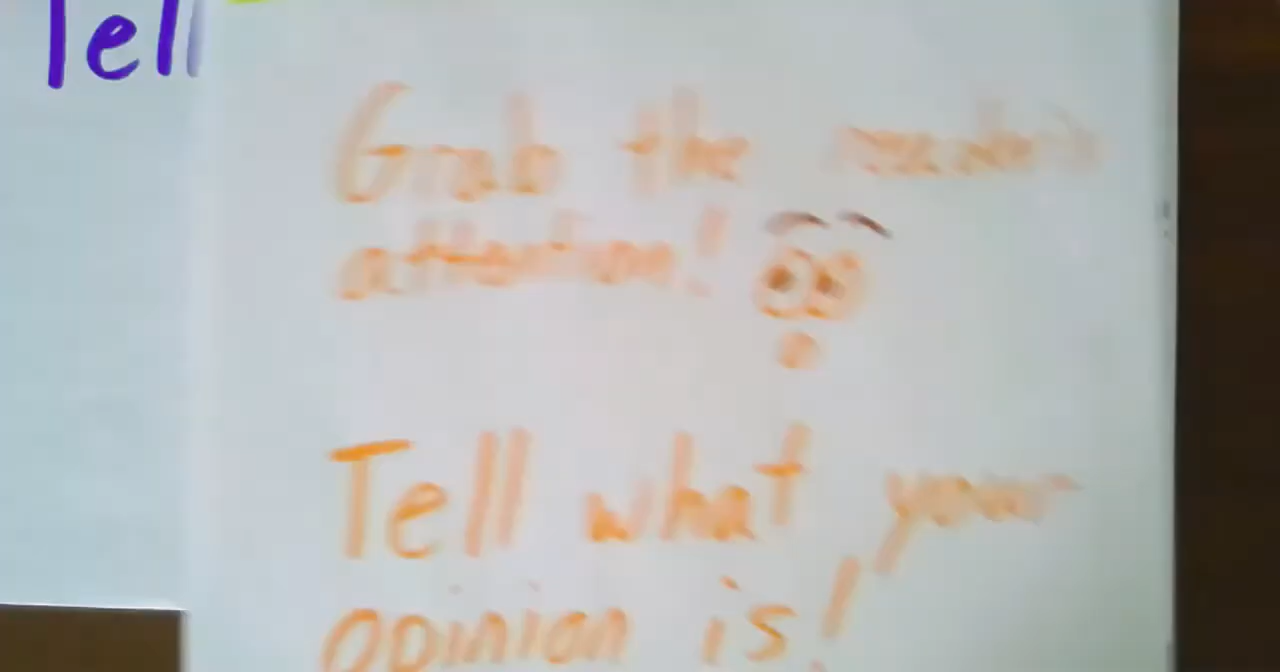 Tell
Grab the reader's
attention!
Tell what your
opinion is!